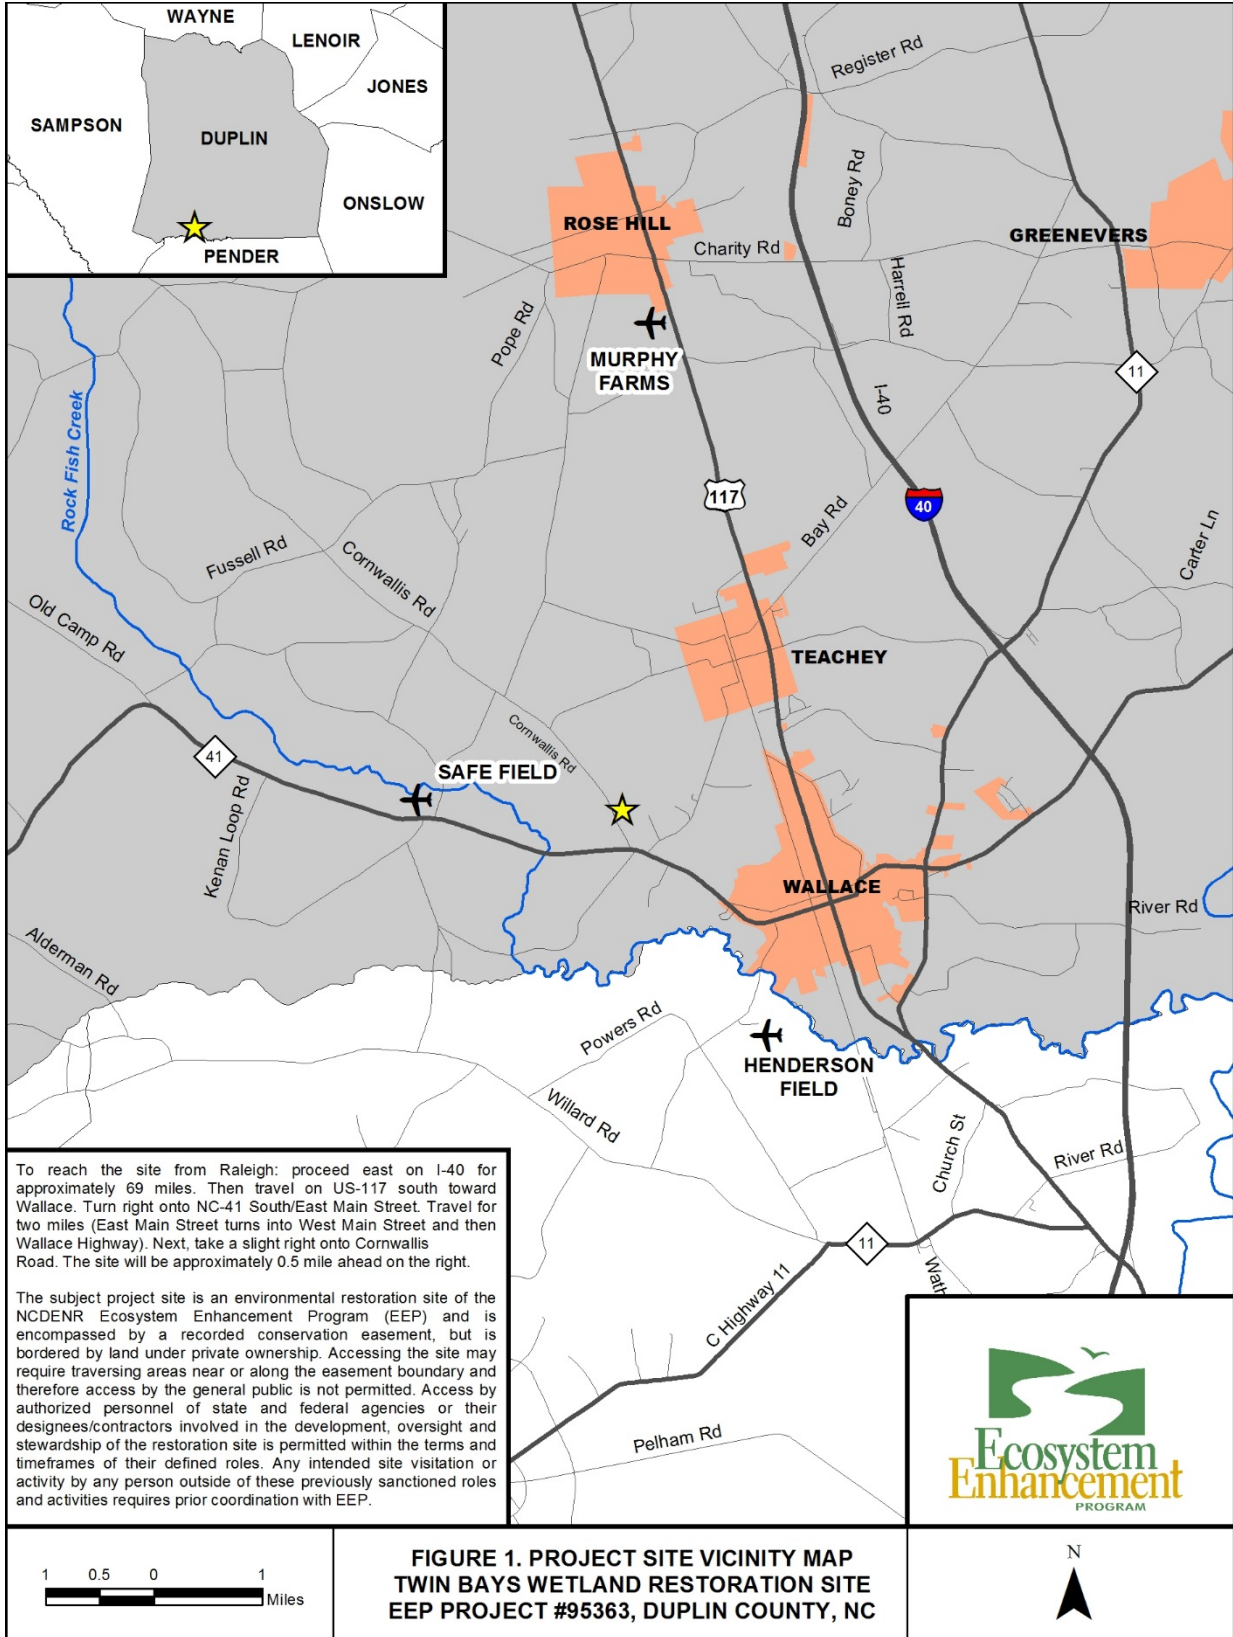 WAYNE
LENOIR
JONES
SAMPSON
DUPLIN
ONSLOW
PENDER
Register Rd
Boney Rd
ROSE HILL
GREENEVERS
Charity Rd
Harrell Rd
Pope Rd
MURPHY
FARMS
11
I-40
Rock Fish Creek
117
40
Bay Rd
Carter Ln
Fussell Rd
Cornwallis Rd
Old Camp Rd
TEACHEY
Cornwallis Rd
41
SAFE FIELD
Kenan Loop Rd
WALLACE
River Rd
Alderman Rd
Powers Rd
HENDERSON
FIELD
Willard Rd
Church St
River Rd
11
Wath
C Highway 11
Pelham Rd
To reach the site from Raleigh: proceed east on I-40 for
approximately 69 miles. Then travel on US-117 south toward
Wallace. Turn right onto NC-41 South/East Main Street. Travel for
two miles (East Main Street turns into West Main Street and then
Wallace Highway). Next, take a slight right onto Cornwallis
Road. The site will be approximately 0.5 mile ahead on the right.
The subject project site is an environmental restoration site of the
NCDENR Ecosystem Enhancement Program (EEP) and is
encompassed by a recorded conservation easement, but is
bordered by land under private ownership. Accessing the site may
require traversing areas near or along the easement boundary and
therefore access by the general public is not permitted. Access by
authorized personnel of state and federal agencies or their
designees/contractors involved in the development, oversight and
stewardship of the restoration site is permitted within the terms and
timeframes of their defined roles. Any intended site visitation or
activity by any person outside of these previously sanctioned roles
and activities requires prior coordination with EEP.
Ecosystem
Enhancement
PROGRAM
1 0.5 0 1
Miles
FIGURE 1. PROJECT SITE VICINITY MAP
TWIN BAYS WETLAND RESTORATION SITE
EEP PROJECT #95363, DUPLIN COUNTY, NC
N